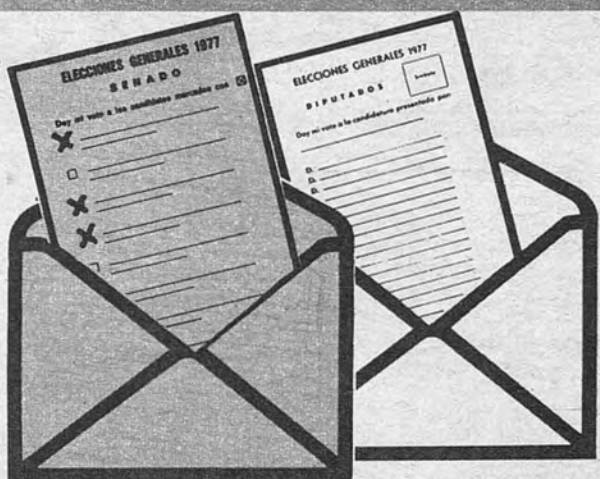 ELECCIONES GENERALES 1977
SENADO
Doy mi voto a los candidatos marcados con
ELECCIONES GENERALES 1977
DIPUTADOS
Símbolo
Doy mi voto a la candidatura presentada por:
D.
D.
D.